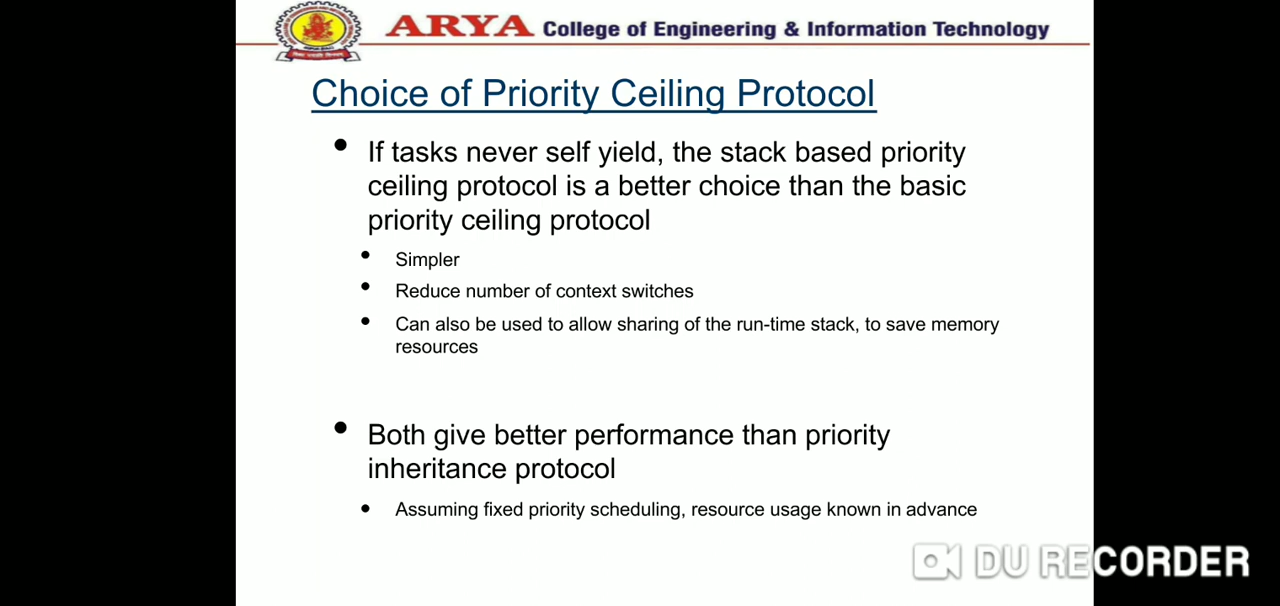 ARYA College of Engineering & Information Technology
Choice of Priority Ceiling Protocol
• If tasks never self yield, the stack based priority
ceiling protocol is a better choice than the basic
priority ceiling protocol
• Simpler
• Reduce number of context switches
• Can also be used to allow sharing of the run-time stack, to save memory
resources
• Both give better performance than priority
inheritance protocol
• Assuming fixed priority scheduling, resource usage known in advance
DU RECORDER